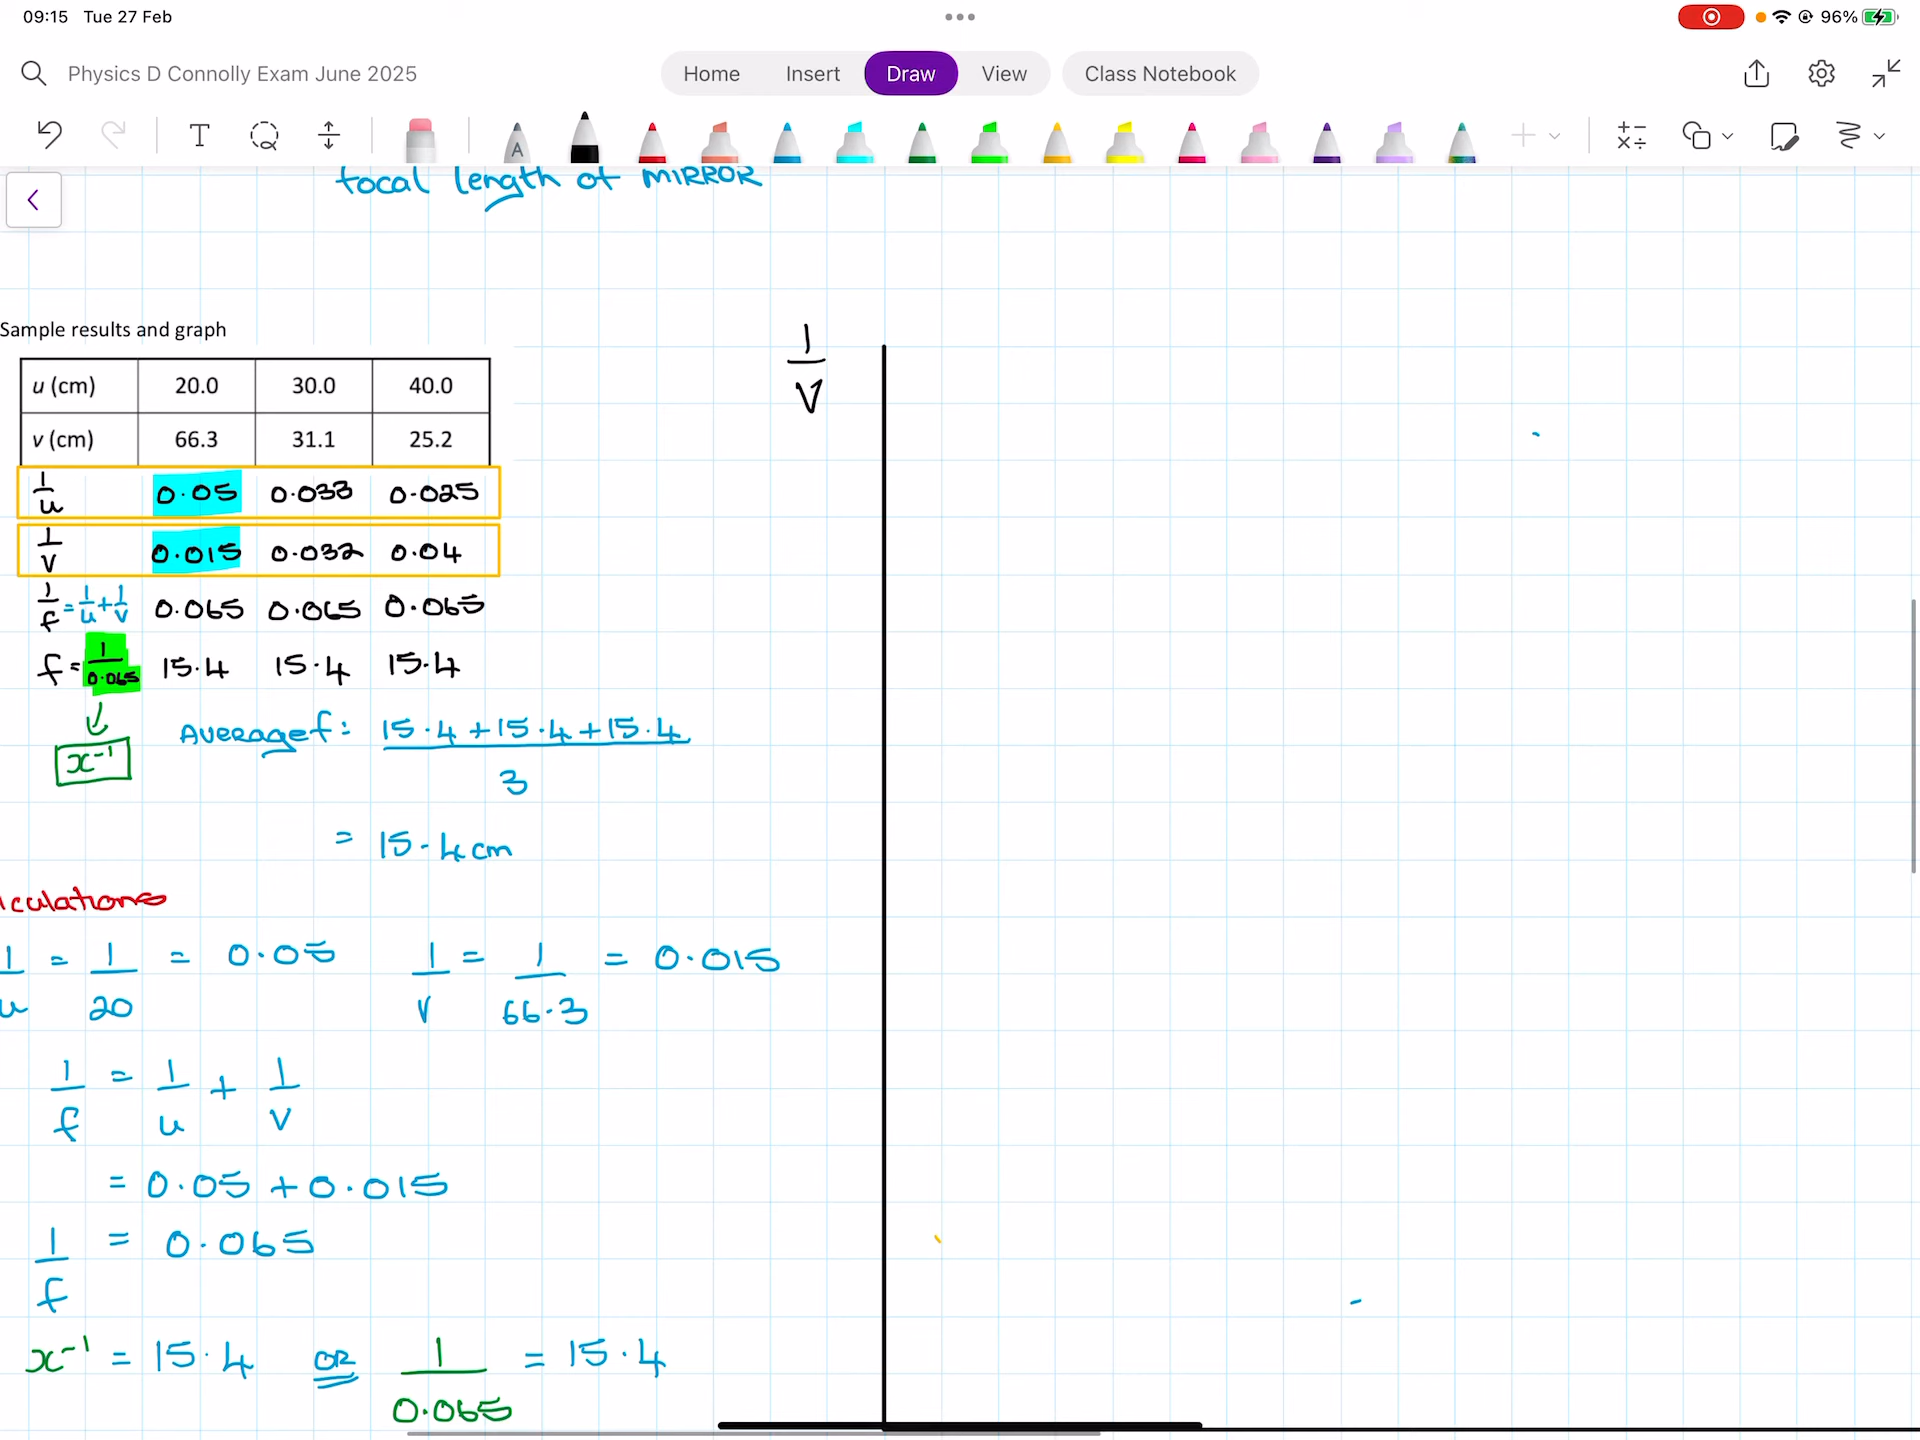 09:15 Tue 27 Feb
96%
Physics D Connolly Exam June 2025
Home Insert Draw View Class Notebook
T
A
focal length of MIRROR
Sample results and graph
u (cm) 20.0 30.0 40.0
v (cm) 66.3 31.1 25.2
1/u 0.05 0.033 0.025
1/v 0.015 0.032 0.04
1/f = 1/u + 1/v 0.065 0.065 0.065
f = 1/0.065 15.4 15.4 15.4
x⁻¹
Average f: 15.4 + 15.4 + 15.4 / 3
= 15.4 cm
lculations
1/u = 1/20 = 0.05 1/v = 1/66.3 = 0.015
1/f = 1/u + 1/v
= 0.05 + 0.015
1/f = 0.065
x⁻¹ = 15.4 OR 1/0.065 = 15.4
1/V